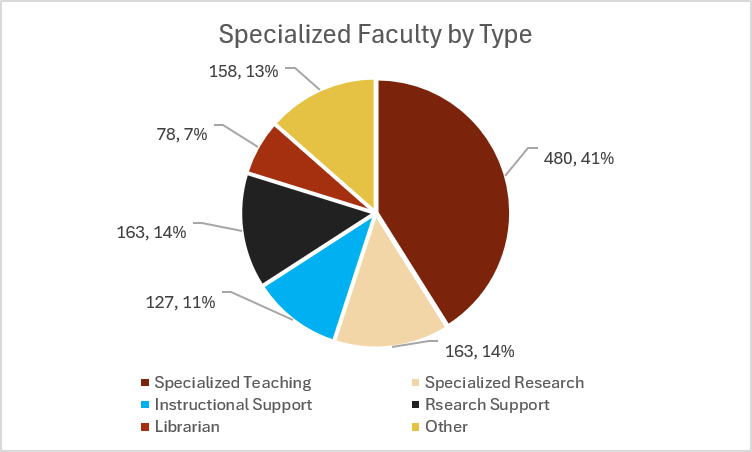 Specialized Faculty by Type
158, 13%
78, 7%
480, 41%
163, 14%
127, 11%
163, 14%
Specialized Teaching
Specialized Research
Instructional Support
Rsearch Support
Librarian
Other